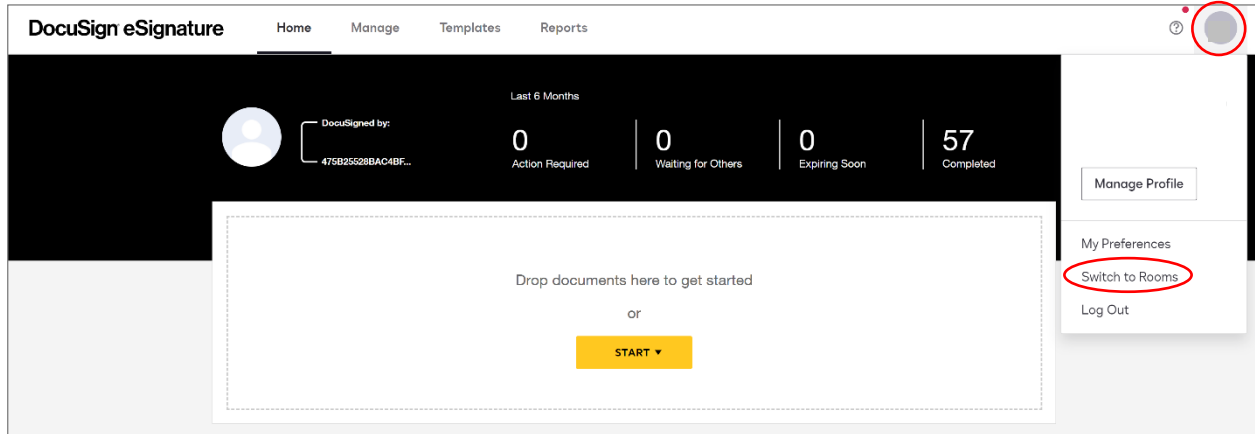 DocuSign eSignature Home Manage Templates Reports
Last 6 Months
DocuSigned by:
475B25528BAC4BF...
0 0 0 57
Action Required Waiting for Others Expiring Soon Completed
Manage Profile
My Preferences
Switch to Rooms
Log Out
Drop documents here to get started
or
START